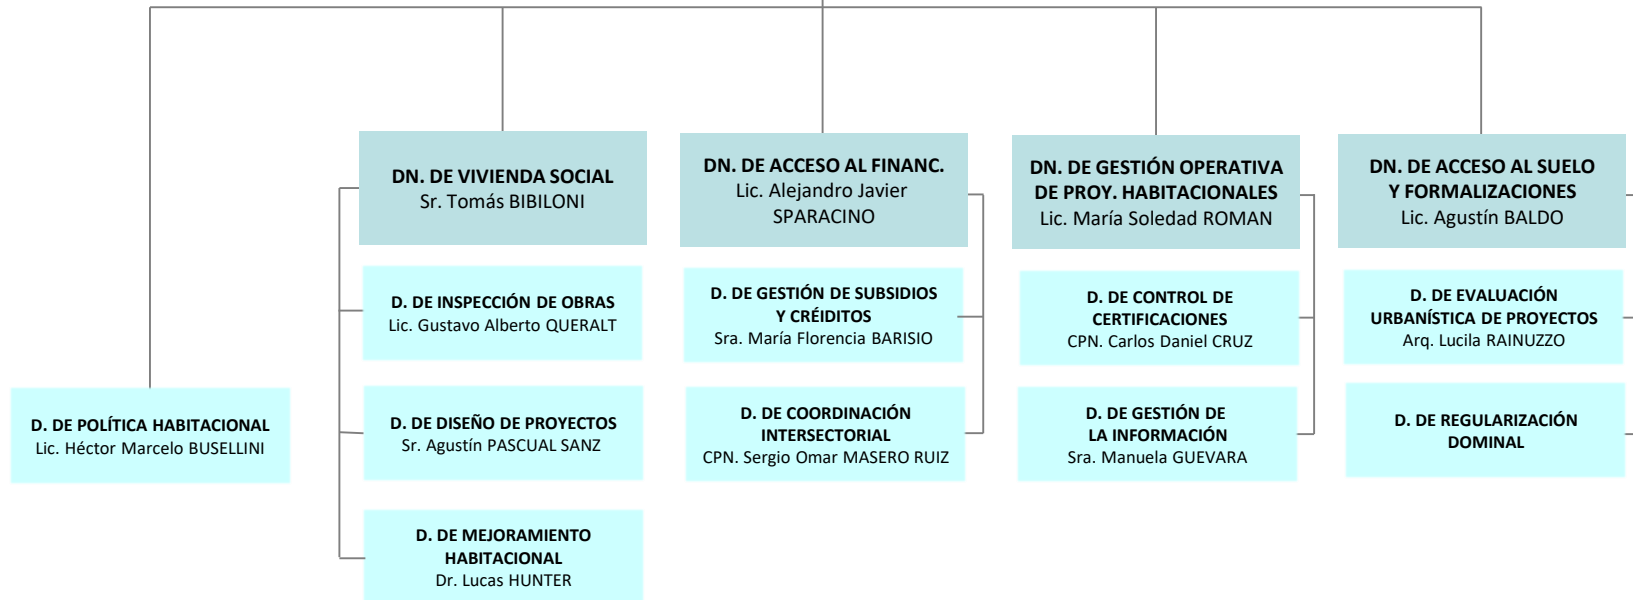 DN. DE VIVIENDA SOCIAL
Sr. Tomás BIBILONI
DN. DE ACCESO AL FINANC.
Lic. Alejandro Javier
SPARACINO
DN. DE GESTIÓN OPERATIVA
DE PROY. HABITACIONALES
Lic. María Soledad ROMAN
DN. DE ACCESO AL SUELO
Y FORMALIZACIONES
Lic. Agustín BALDO
D. DE INSPECCIÓN DE OBRAS
Lic. Gustavo Alberto QUERALT
D. DE GESTIÓN DE SUBSIDIOS
Y CRÉIDITOS
Sra. María Florencia BARISIO
D. DE CONTROL DE
CERTIFICACIONES
CPN. Carlos Daniel CRUZ
D. DE EVALUACIÓN
URBANÍSTICA DE PROYECTOS
Arq. Lucila RAINUZZO
D. DE POLÍTICA HABITACIONAL
Lic. Héctor Marcelo BUSELLINI
D. DE DISEÑO DE PROYECTOS
Sr. Agustín PASCUAL SANZ
D. DE COORDINACIÓN
INTERSECTORIAL
CPN. Sergio Omar MASERO RUIZ
D. DE GESTIÓN DE
LA INFORMACIÓN
Sra. Manuela GUEVARA
D. DE REGULARIZACIÓN
DOMINAL
D. DE MEJORAMIENTO
HABITACIONAL
Dr. Lucas HUNTER